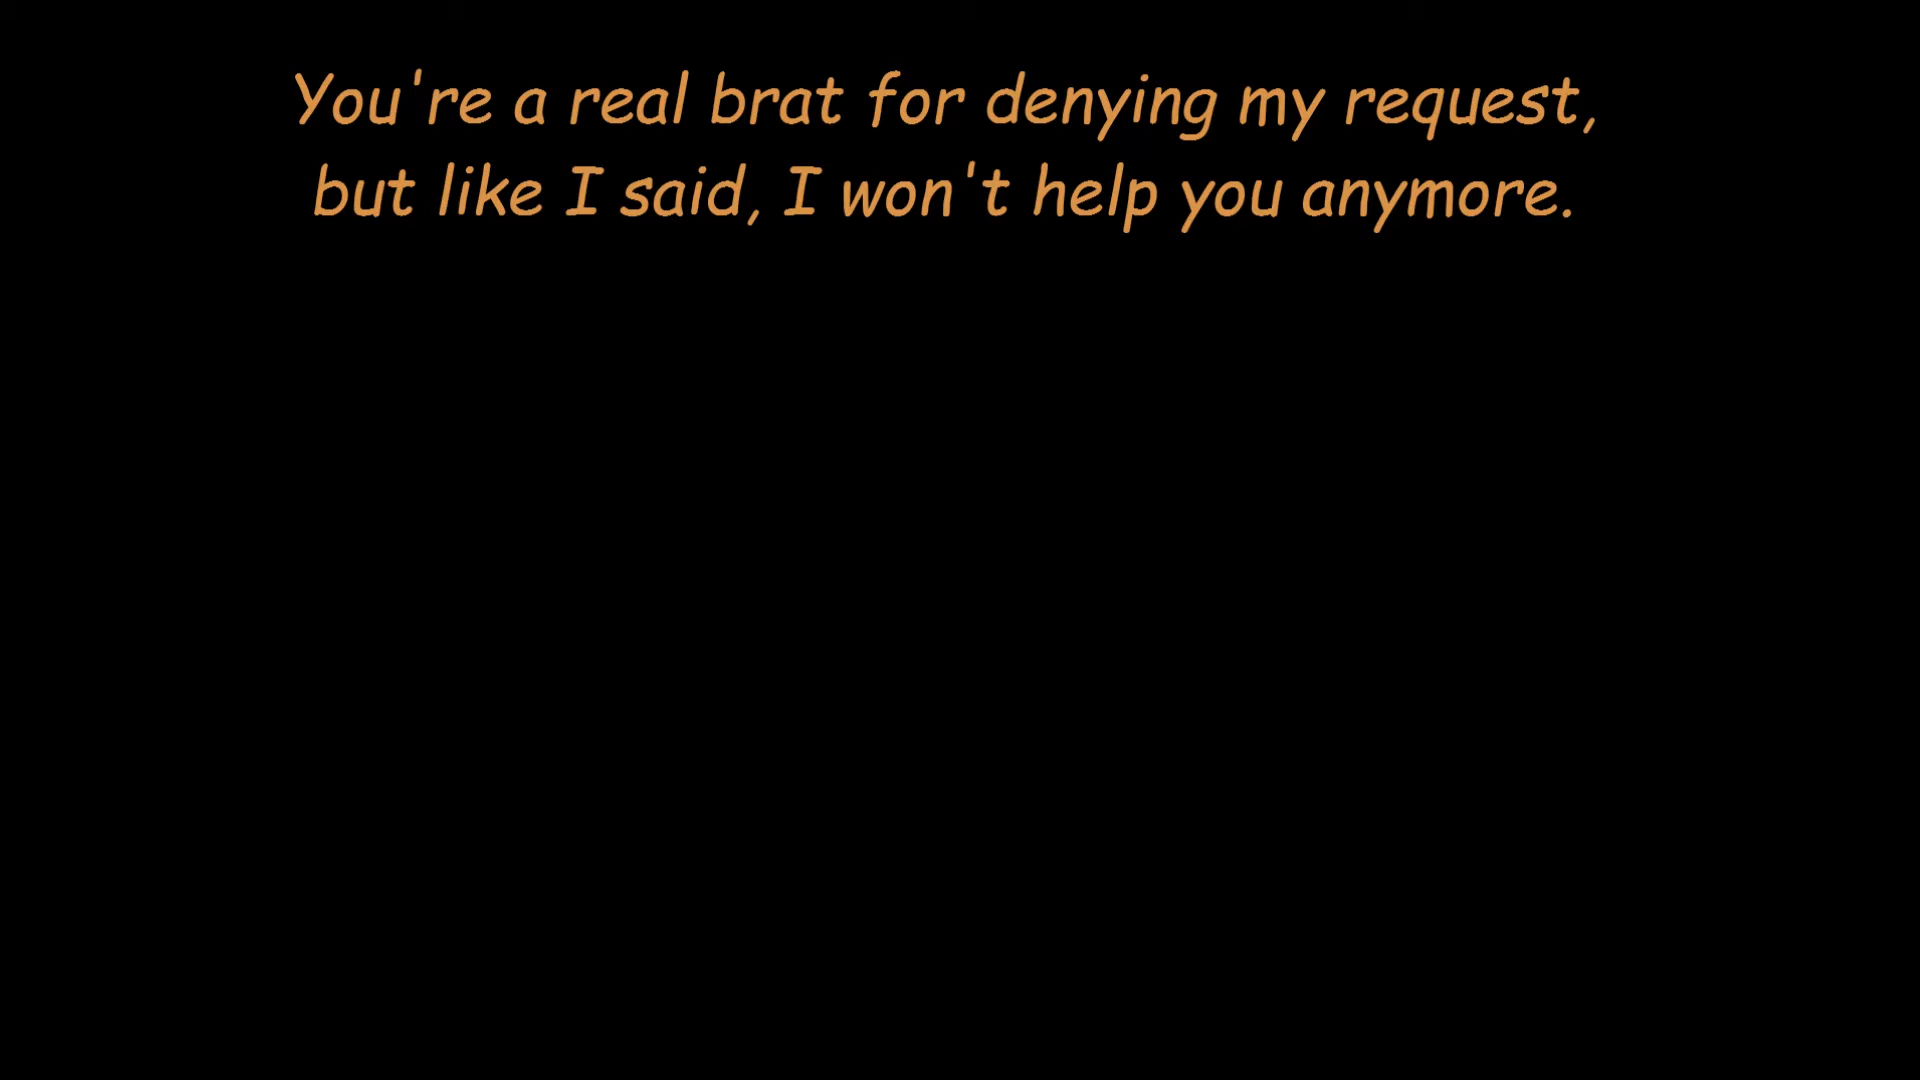 You're a real brat for denying my request,
but like I said, I won't help you anymore.